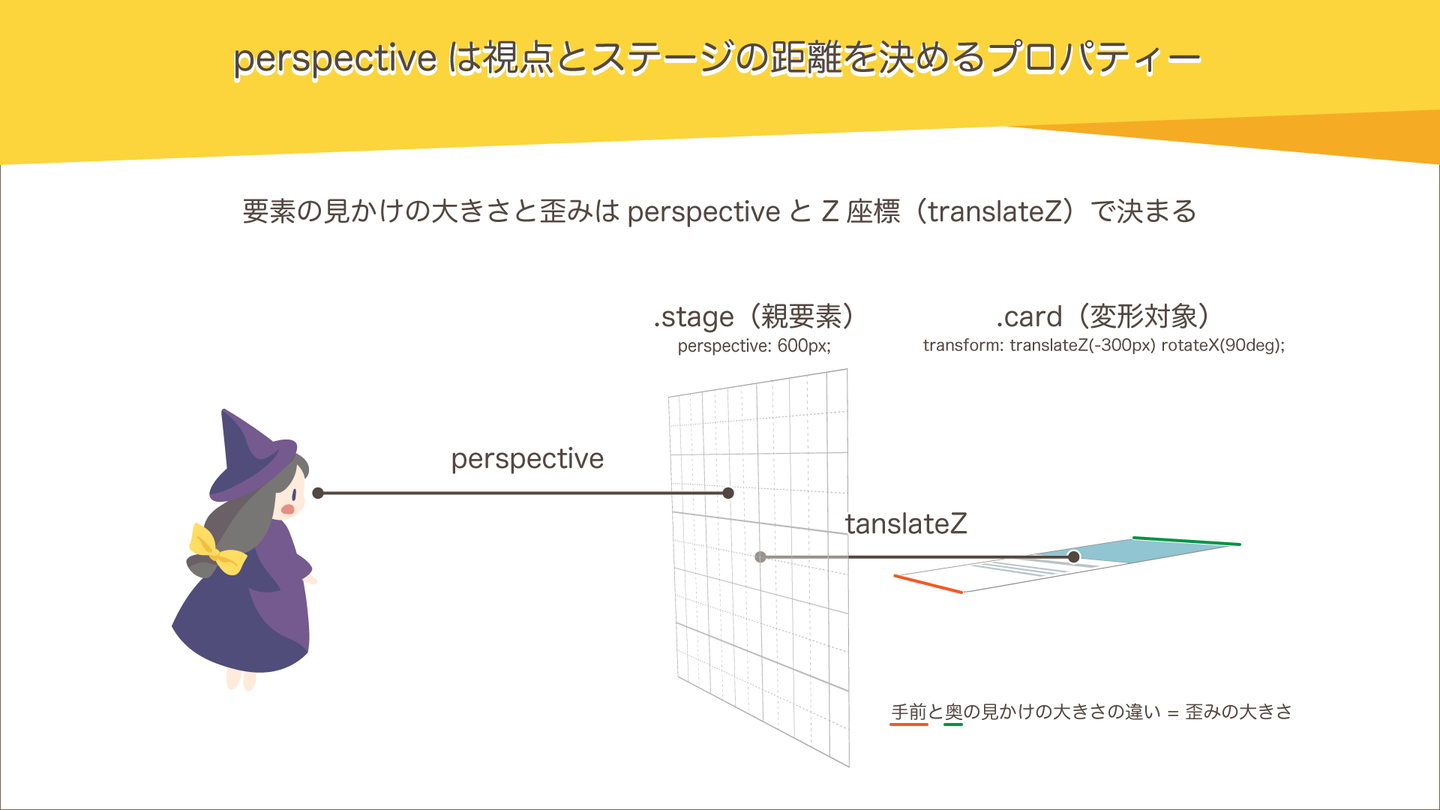 perspective は視点とステージの距離を決めるプロパティー
要素の見かけの大きさと歪みは perspective と Z 座標（translateZ）で決まる
.stage（親要素）
perspective: 600px;
.card（変形対象）
transform: translateZ(-300px) rotateX(90deg);
perspective
tanslateZ
手前と奥の見かけの大きさの違い = 歪みの大きさ